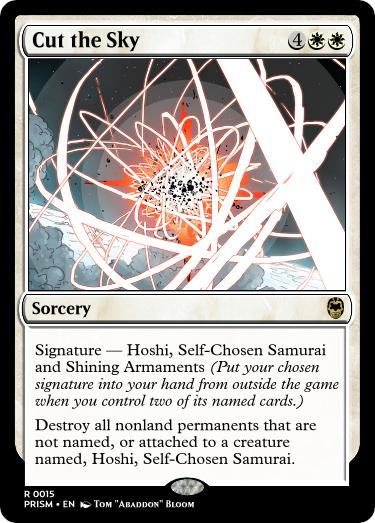 Cut the Sky
4
Sorcery
Signature — Hoshi, Self-Chosen Samurai
and Shining Armaments (Put your chosen
signature into your hand from outside the game
when you control two of its named cards.)
Destroy all nonland permanents that are
not named, or attached to a creature
named, Hoshi, Self-Chosen Samurai.
R 0015
PRISM • EN Tom "Abaddon" Bloom